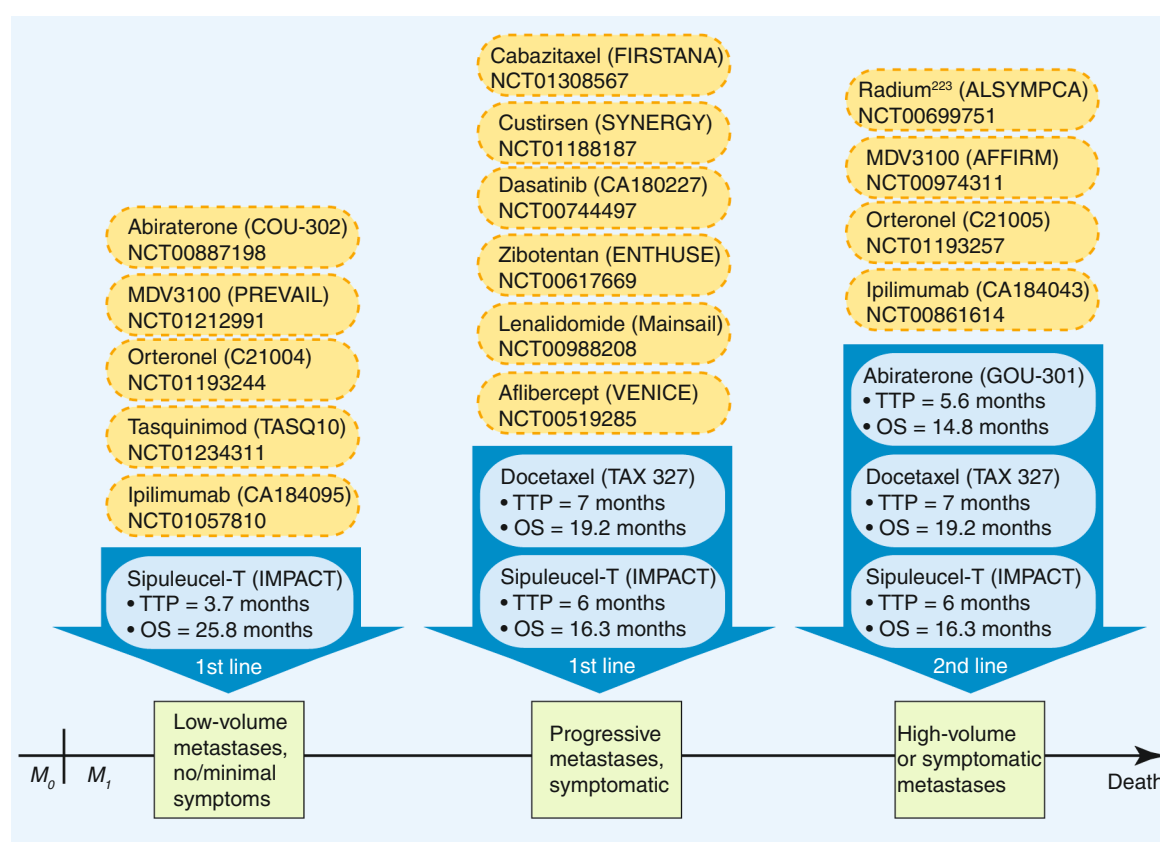 Abiraterone (COU-302)
NCT00887198
MDV3100 (PREVAIL)
NCT01212991
Orteronel (C21004)
NCT01193244
Tasquinimod (TASQ10)
NCT01234311
Ipilimumab (CA184095)
NCT01057810
Sipuleucel-T (IMPACT)
• TTP = 3.7 months
• OS = 25.8 months
1st line
Low-volume
metastases,
no/minimal
symptoms
Cabazitaxel (FIRSTANA)
NCT01308567
Custirsen (SYNERGY)
NCT01188187
Dasatinib (CA180227)
NCT00744497
Zibotentan (ENTHUSE)
NCT00617669
Lenalidomide (Mainsail)
NCT00988208
Aflibercept (VENICE)
NCT00519285
Docetaxel (TAX 327)
• TTP = 7 months
• OS = 19.2 months
Sipuleucel-T (IMPACT)
• TTP = 6 months
• OS = 16.3 months
1st line
Progressive
metastases,
symptomatic
Radium²²³ (ALSYMPCA)
NCT00699751
MDV3100 (AFFIRM)
NCT00974311
Orteronel (C21005)
NCT01193257
Ipilimumab (CA184043)
NCT00861614
Abiraterone (GOU-301)
• TTP = 5.6 months
• OS = 14.8 months
Docetaxel (TAX 327)
• TTP = 7 months
• OS = 19.2 months
Sipuleucel-T (IMPACT)
• TTP = 6 months
• OS = 16.3 months
2nd line
High-volume
or symptomatic
metastases
M₀ M₁
Death